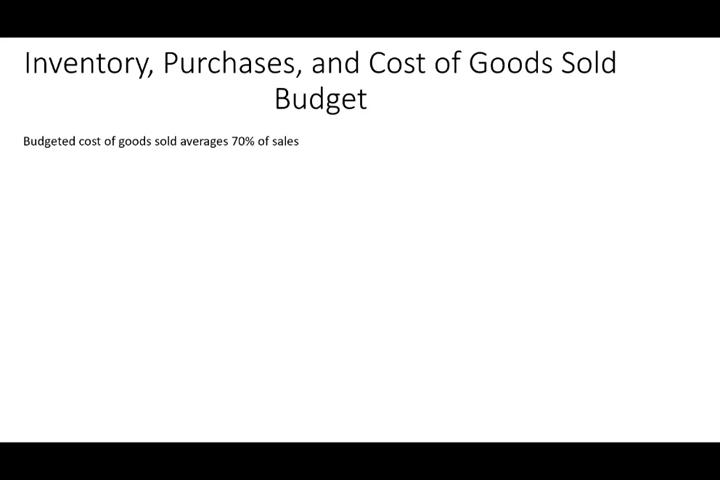 Inventory, Purchases, and Cost of Goods Sold
Budget
Budgeted cost of goods sold averages 70% of sales